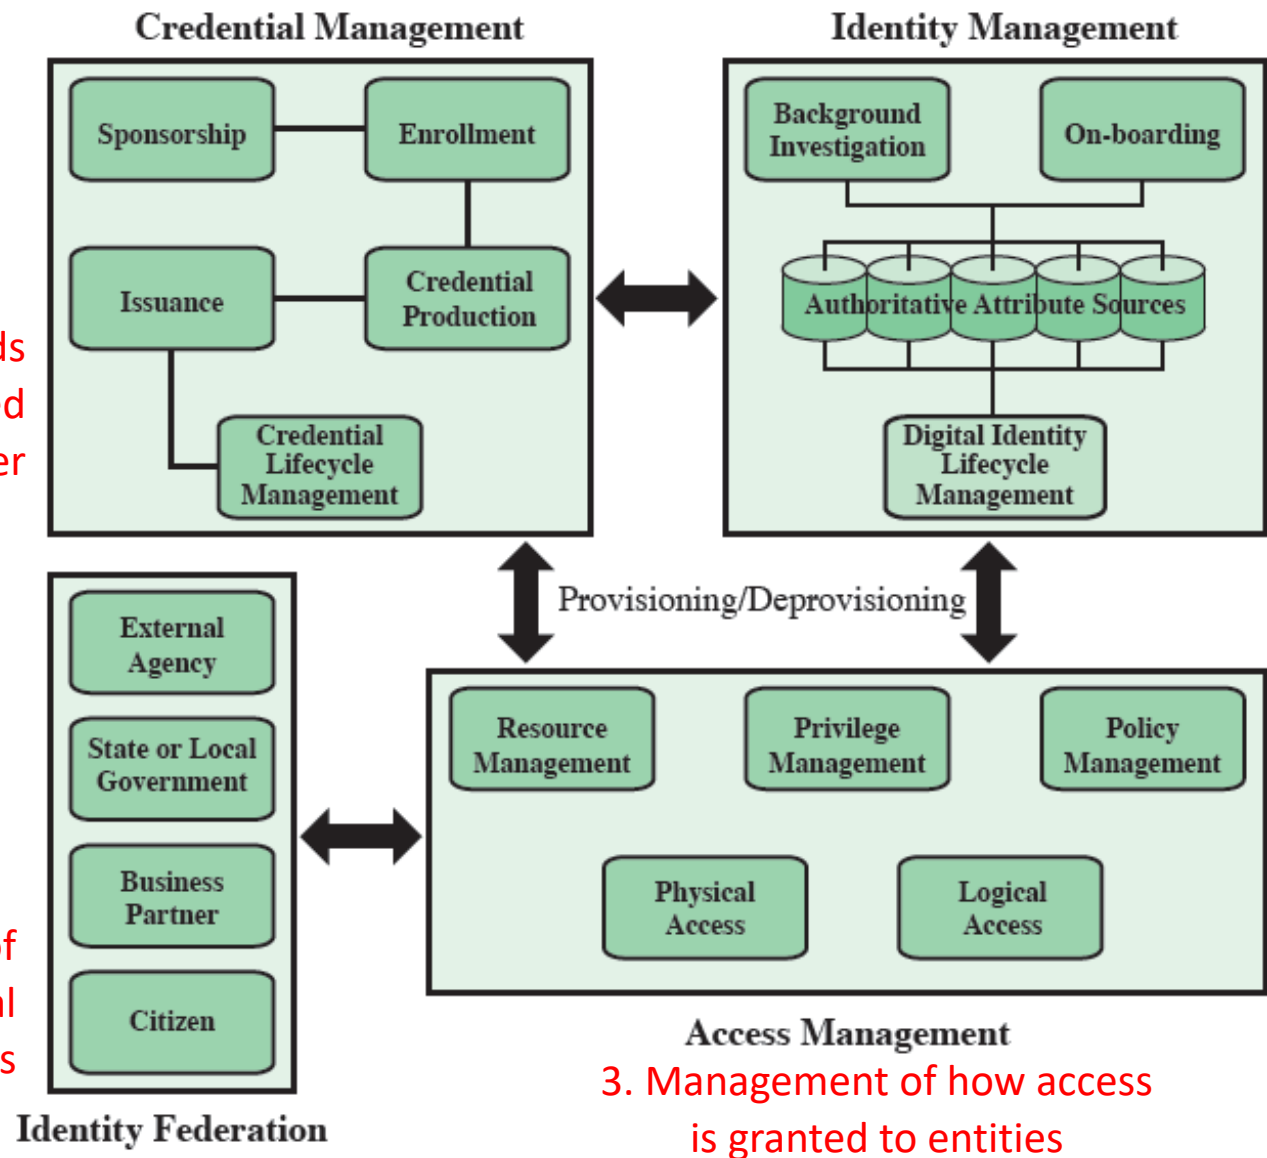 Credential Management
Sponsorship
Enrollment
Issuance
Credential
Production
Credential
Lifecycle
Management
Identity Management
Background
Investigation
On-boarding
Authoritative Attribute Sources
Digital Identity
Lifecycle
Management
Provisioning/Deprovisioning
External
Agency
State or Local
Government
Business
Partner
Citizen
Identity Federation
Resource
Management
Privilege
Management
Policy
Management
Physical
Access
Logical
Access
Access Management
3. Management of how access
is granted to entities
of